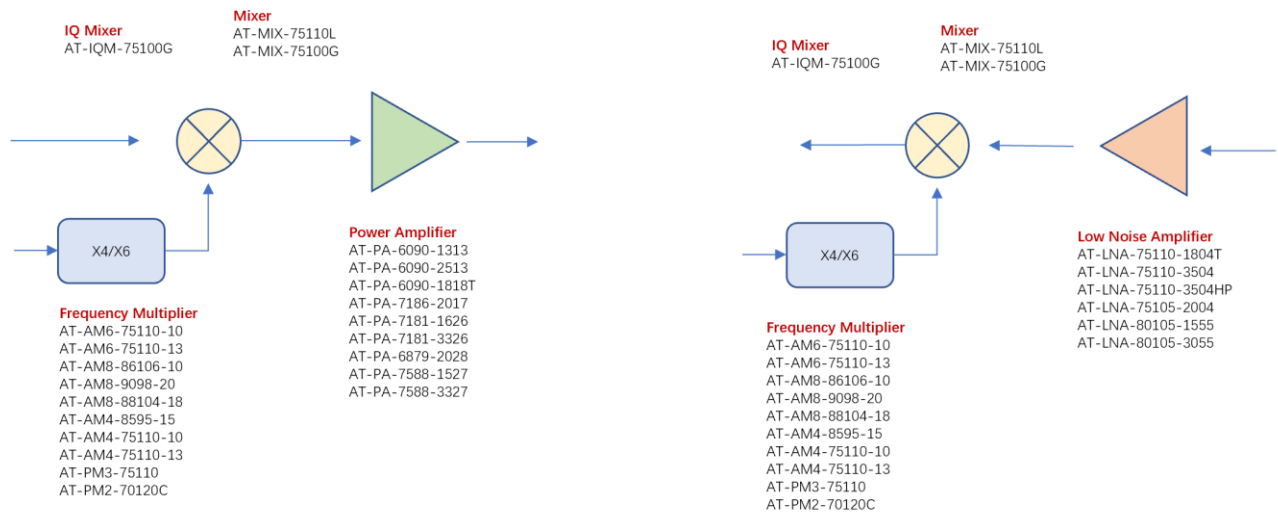 IQ Mixer
AT-IQM-75100G
Mixer
AT-MIX-75110L
AT-MIX-75100G
X4/X6
Frequency Multiplier
AT-AM6-75110-10
AT-AM6-75110-13
AT-AM8-86106-10
AT-AM8-9098-20
AT-AM8-88104-18
AT-AM4-8595-15
AT-AM4-75110-10
AT-AM4-75110-13
AT-PM3-75110
AT-PM2-70120C
Power Amplifier
AT-PA-6090-1313
AT-PA-6090-2513
AT-PA-6090-1818T
AT-PA-7186-2017
AT-PA-7181-1626
AT-PA-7181-3326
AT-PA-6879-2028
AT-PA-7588-1527
AT-PA-7588-3327
IQ Mixer
AT-IQM-75100G
Mixer
AT-MIX-75110L
AT-MIX-75100G
X4/X6
Frequency Multiplier
AT-AM6-75110-10
AT-AM6-75110-13
AT-AM8-86106-10
AT-AM8-9098-20
AT-AM8-88104-18
AT-AM4-8595-15
AT-AM4-75110-10
AT-AM4-75110-13
AT-PM3-75110
AT-PM2-70120C
Low Noise Amplifier
AT-LNA-75110-1804T
AT-LNA-75110-3504
AT-LNA-75110-3504HP
AT-LNA-75105-2004
AT-LNA-80105-1555
AT-LNA-80105-3055